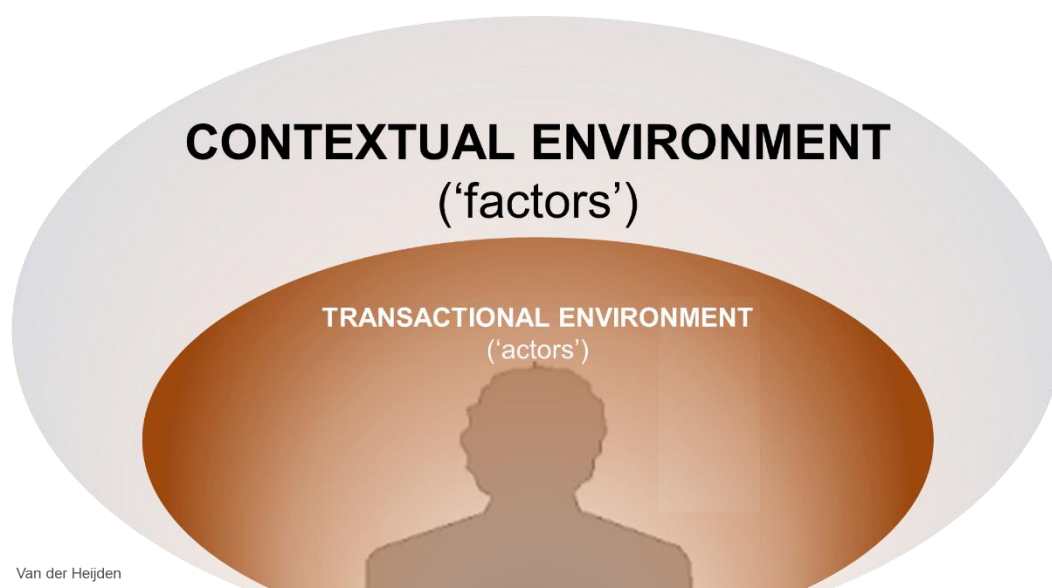 CONTEXTUAL ENVIRONMENT
(‘factors’)
TRANSACTIONAL ENVIRONMENT
(‘actors’)
Van der Heijden